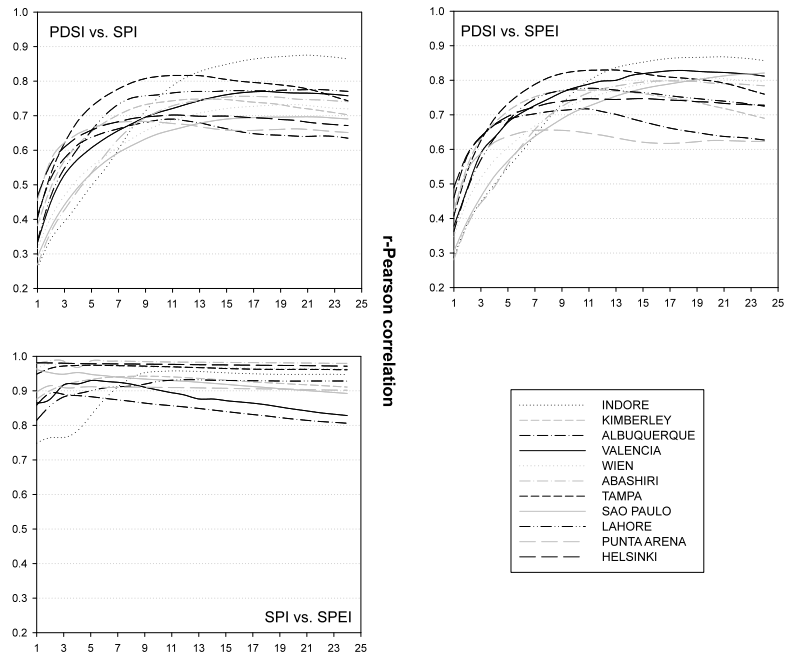 PDSI vs. SPI
1.0
0.9
0.8
0.7
0.6
0.5
0.4
0.3
0.2
1 3 5 7 9 11 13 15 17 19 21 23 25
PDSI vs. SPEI
1.0
0.9
0.8
0.7
0.6
0.5
0.4
0.3
0.2
1 3 5 7 9 11 13 15 17 19 21 23 25
r-Pearson correlation
1.0
0.9
0.8
0.7
0.6
0.5
0.4
0.3
0.2
SPI vs. SPEI
1 3 5 7 9 11 13 15 17 19 21 23 25
INDORE
KIMBERLEY
ALBUQUERQUE
VALENCIA
WIEN
ABASHIRI
TAMPA
SAO PAULO
LAHORE
PUNTA ARENA
HELSINKI